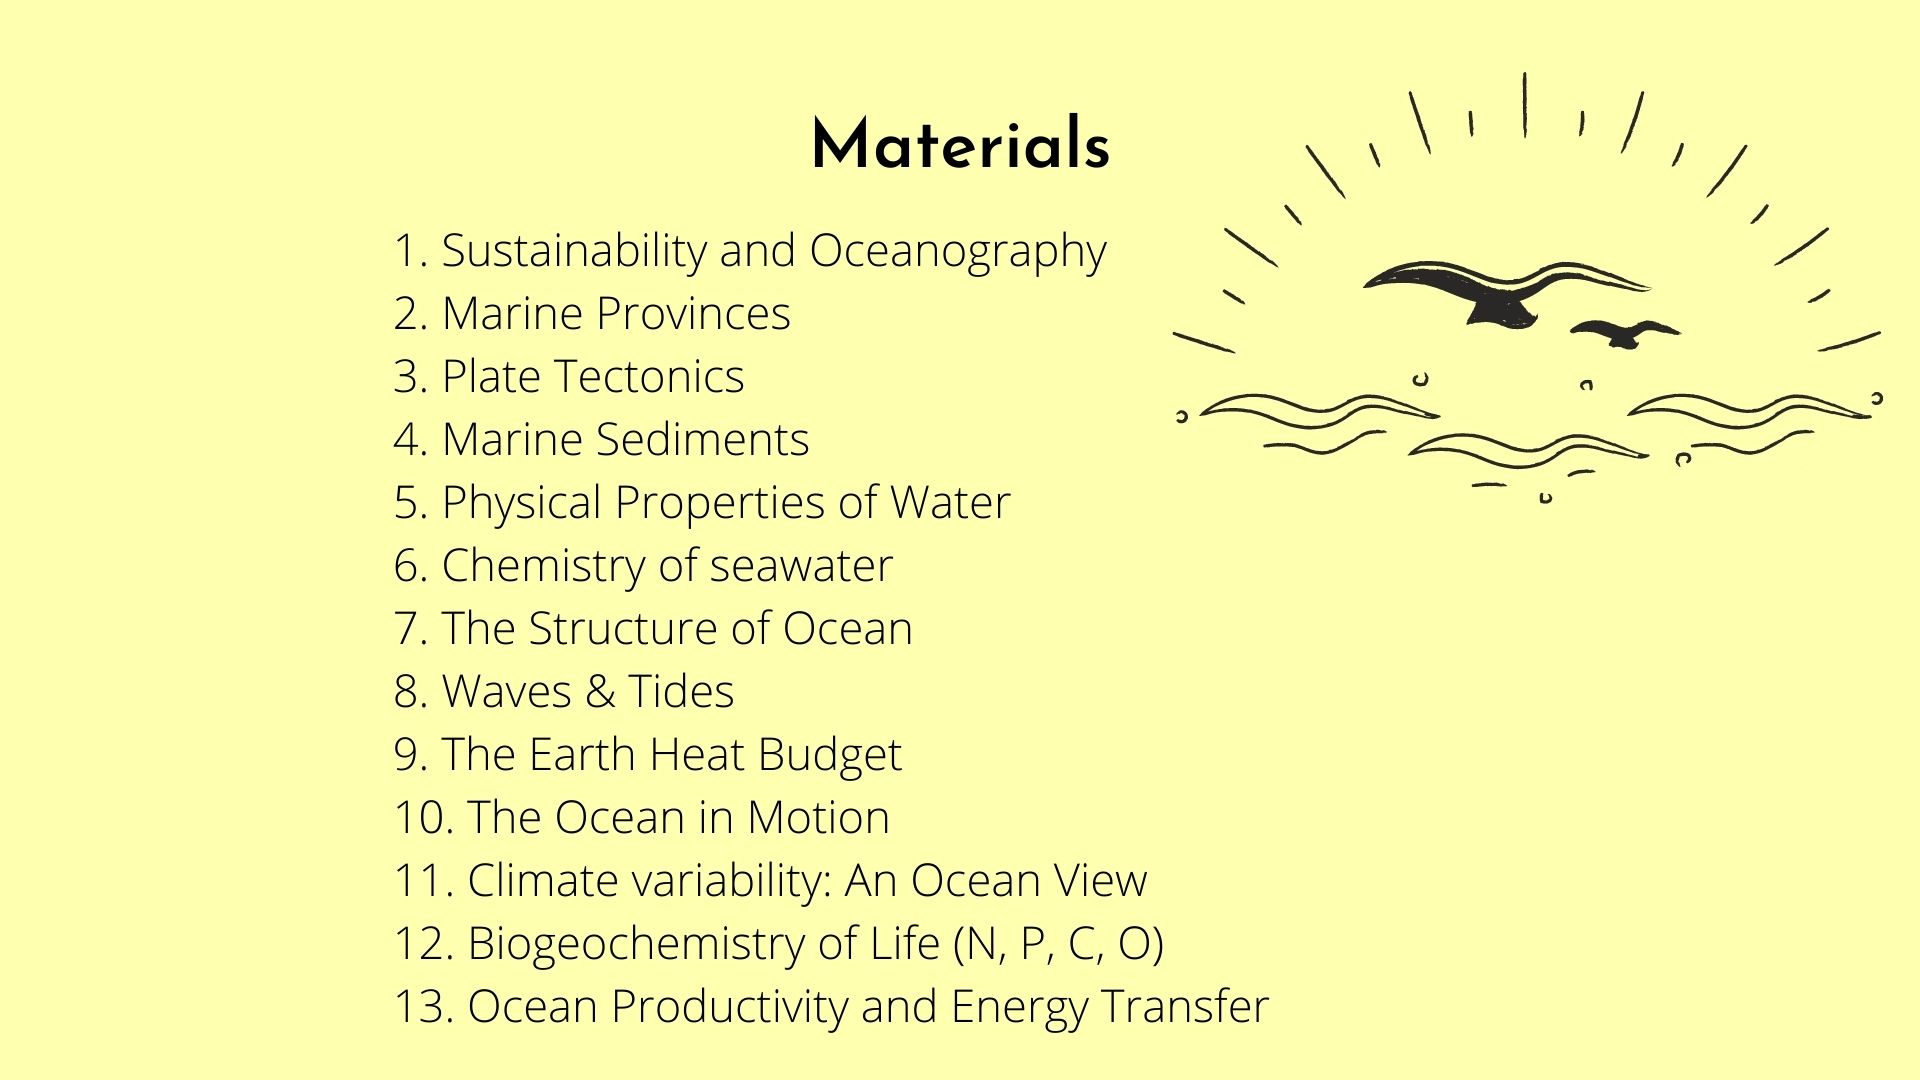 Materials
1. Sustainability and Oceanography
2. Marine Provinces
3. Plate Tectonics
4. Marine Sediments
5. Physical Properties of Water
6. Chemistry of seawater
7. The Structure of Ocean
8. Waves & Tides
9. The Earth Heat Budget
10. The Ocean in Motion
11. Climate variability: An Ocean View
12. Biogeochemistry of Life (N, P, C, O)
13. Ocean Productivity and Energy Transfer